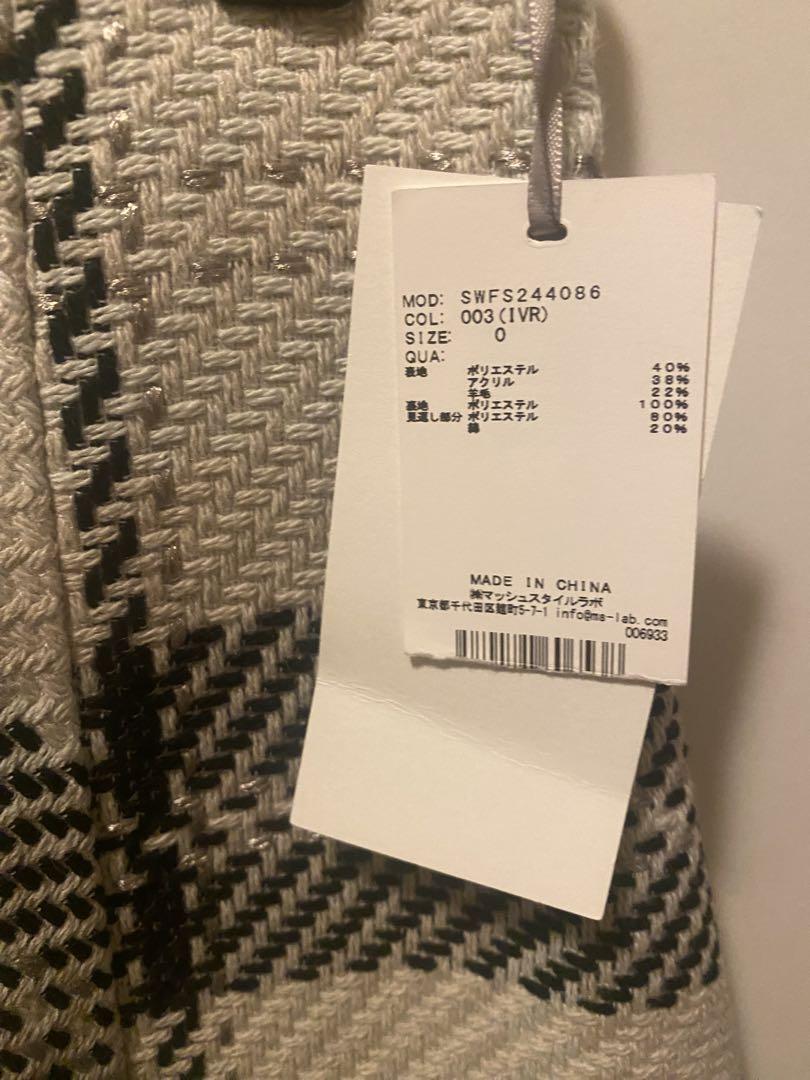 MOD: SWFS244086
COL: 003(IVR)
SIZE: 0
QUA:
表地 ポリエステル 40%
アクリル 38%
羊毛 22%
裏地 ポリエステル 100%
見返し部分 ポリエステル 80%
綿 20%
MADE IN CHINA
㈱マッシュスタイルラボ
東京都千代田区麹町5-7-1 info@ms-lab.com
006933